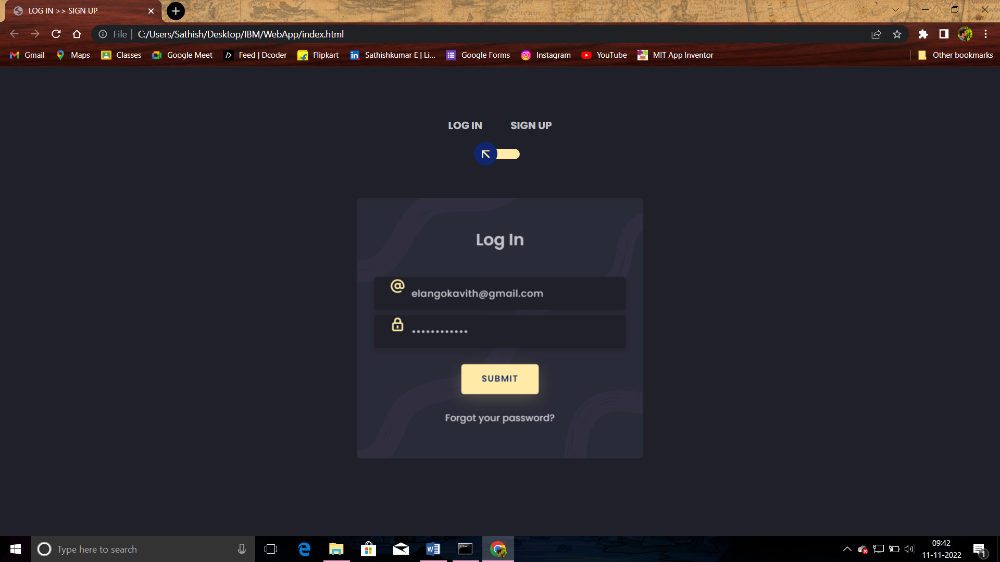 LOG IN >> SIGN UP
File | C:/Users/Sathish/Desktop/IBM/WebApp/index.html
Gmail Maps Classes Google Meet Feed | Dcoder Flipkart Sathishkumar E | Li... Google Forms Instagram YouTube MIT App Inventor Other bookmarks
LOG IN SIGN UP
Log In
@ elangokavith@gmail.com
••••••••••••
SUBMIT
Forgot your password?
Type here to search
09:42
11-11-2022
1